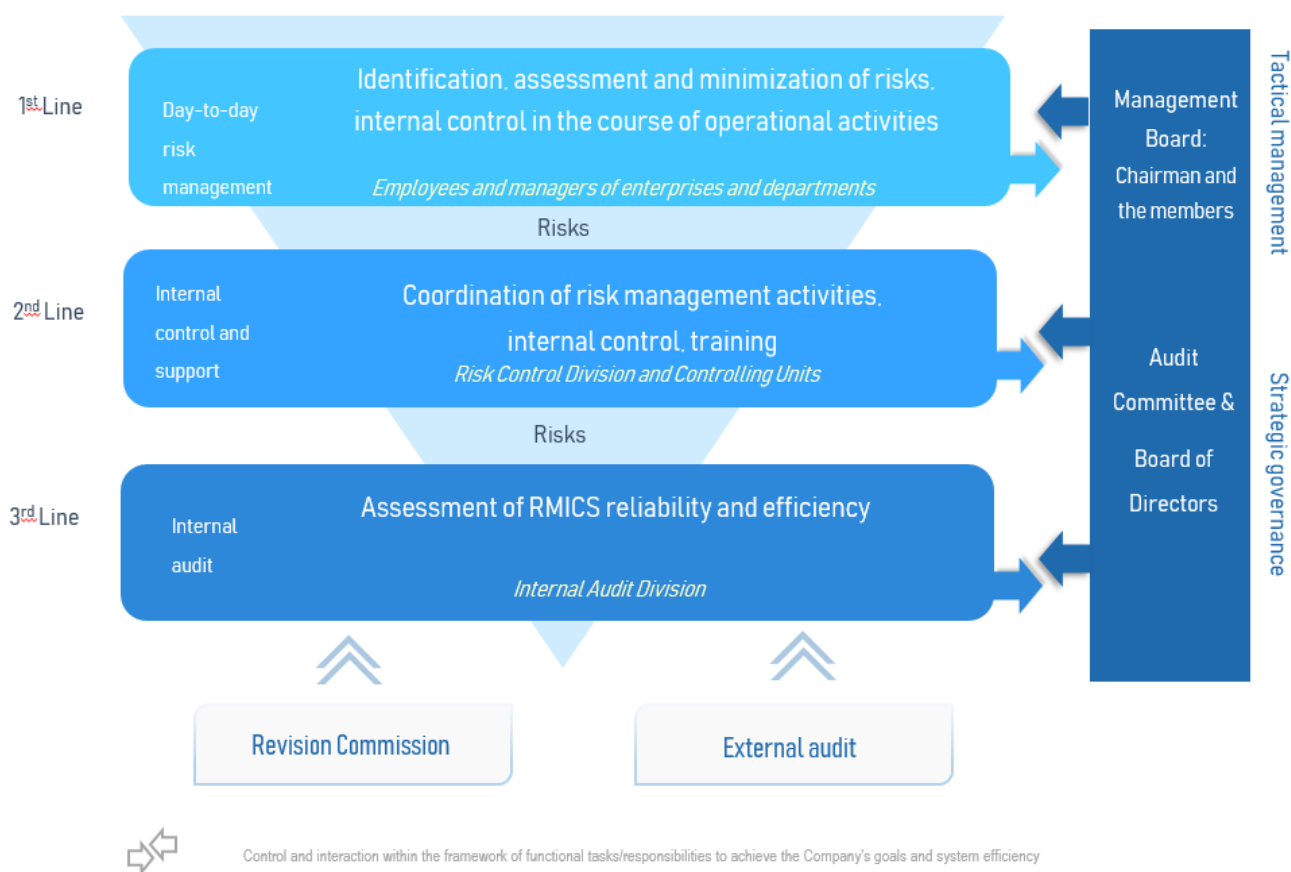 1st Line
Day-to-day
risk
management
Identification, assessment and minimization of risks,
internal control in the course of operational activities
Employees and managers of enterprises and departments
Risks
2nd Line
Internal
control and
support
Coordination of risk management activities,
internal control, training
Risk Control Division and Controlling Units
Risks
3rd Line
Internal
audit
Assessment of RMICS reliability and efficiency
Internal Audit Division
Management
Board:
Chairman and
the members
Audit
Committee &
Board of
Directors
Tactical management
Strategic governance
Revision Commission
External audit
Control and interaction within the framework of functional tasks/responsibilities to achieve the Company's goals and system efficiency